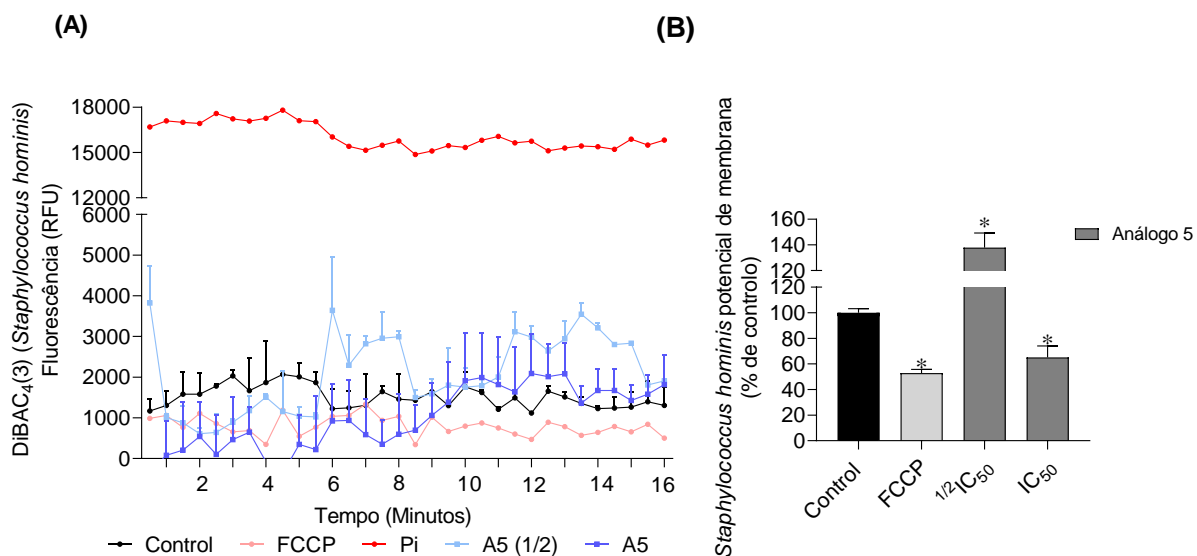 (A)
(B)
DiBAC4(3) (Staphylococcus hominis)
Fluorescência (RFU)
18000
15000
12000
6000
5000
4000
3000
2000
1000
0
2 4 6 8 10 12 14 16
Tempo (Minutos)
Control FCCP Pi A5 (1/2) A5
Staphylococcus hominis potencial de membrana
(% de controlo)
160
140
120
100
80
60
40
20
0
* * *
Control FCCP 1/2IC50 IC50
Análogo 5